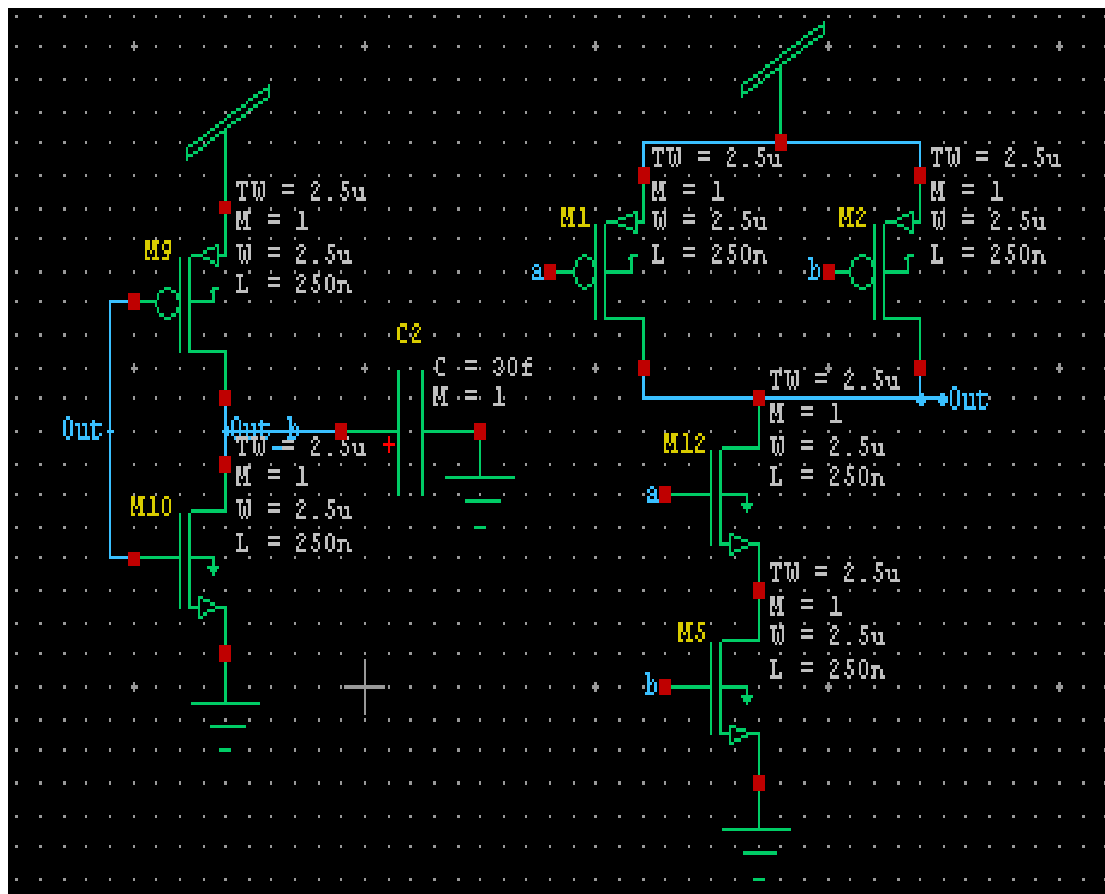 TW = 2.5u
M = 1
W = 2.5u
L = 250n
M9
Out
Out_b
C2
C = 30f
M = 1
TW = 2.5u
M = 1
W = 2.5u
L = 250n
M10
TW = 2.5u
M = 1
W = 2.5u
L = 250n
M1
a
TW = 2.5u
M = 1
W = 2.5u
L = 250n
M2
b
Out
TW = 2.5u
M = 1
W = 2.5u
L = 250n
M12
a
TW = 2.5u
M = 1
W = 2.5u
L = 250n
M5
b